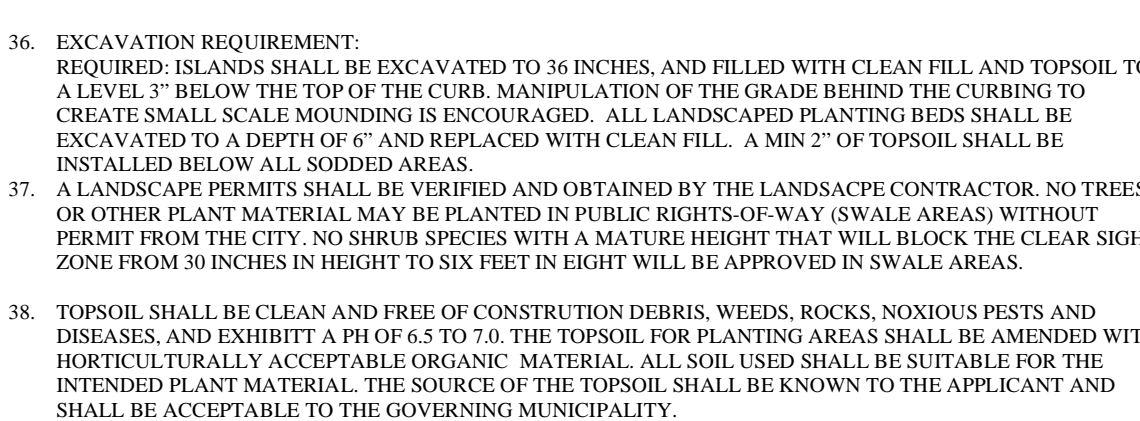 36. EXCAVATION REQUIREMENT:
REQUIRED: ISLANDS SHALL BE EXCAVATED TO 36 INCHES, AND FILLED WITH CLEAN FILL AND TOPSOIL TO
A LEVEL 3” BELOW THE TOP OF THE CURB. MANIPULATION OF THE GRADE BEHIND THE CURBING TO
CREATE SMALL SCALE MOUNDING IS ENCOURAGED. ALL LANDSCAPED PLANTING BEDS SHALL BE
EXCAVATED TO A DEPTH OF 6” AND REPLACED WITH CLEAN FILL. A MIN 2” OF TOPSOIL SHALL BE
INSTALLED BELOW ALL SODDED AREAS.
37. A LANDSCAPE PERMITS SHALL BE VERIFIED AND OBTAINED BY THE LANDSACPE CONTRACTOR. NO TREES
OR OTHER PLANT MATERIAL MAY BE PLANTED IN PUBLIC RIGHTS-OF-WAY (SWALE AREAS) WITHOUT
PERMIT FROM THE CITY. NO SHRUB SPECIES WITH A MATURE HEIGHT THAT WILL BLOCK THE CLEAR SIGH
ZONE FROM 30 INCHES IN HEIGHT TO SIX FEET IN EIGHT WILL BE APPROVED IN SWALE AREAS.
38. TOPSOIL SHALL BE CLEAN AND FREE OF CONSTRUTION DEBRIS, WEEDS, ROCKS, NOXIOUS PESTS AND
DISEASES, AND EXHIBITT A PH OF 6.5 TO 7.0. THE TOPSOIL FOR PLANTING AREAS SHALL BE AMENDED WIT
HORTICULTURALLY ACCEPTABLE ORGANIC MATERIAL. ALL SOIL USED SHALL BE SUITABLE FOR THE
INTENDED PLANT MATERIAL. THE SOURCE OF THE TOPSOIL SHALL BE KNOWN TO THE APPLICANT AND
SHALL BE ACCEPTABLE TO THE GOVERNING MUNICIPALITY.